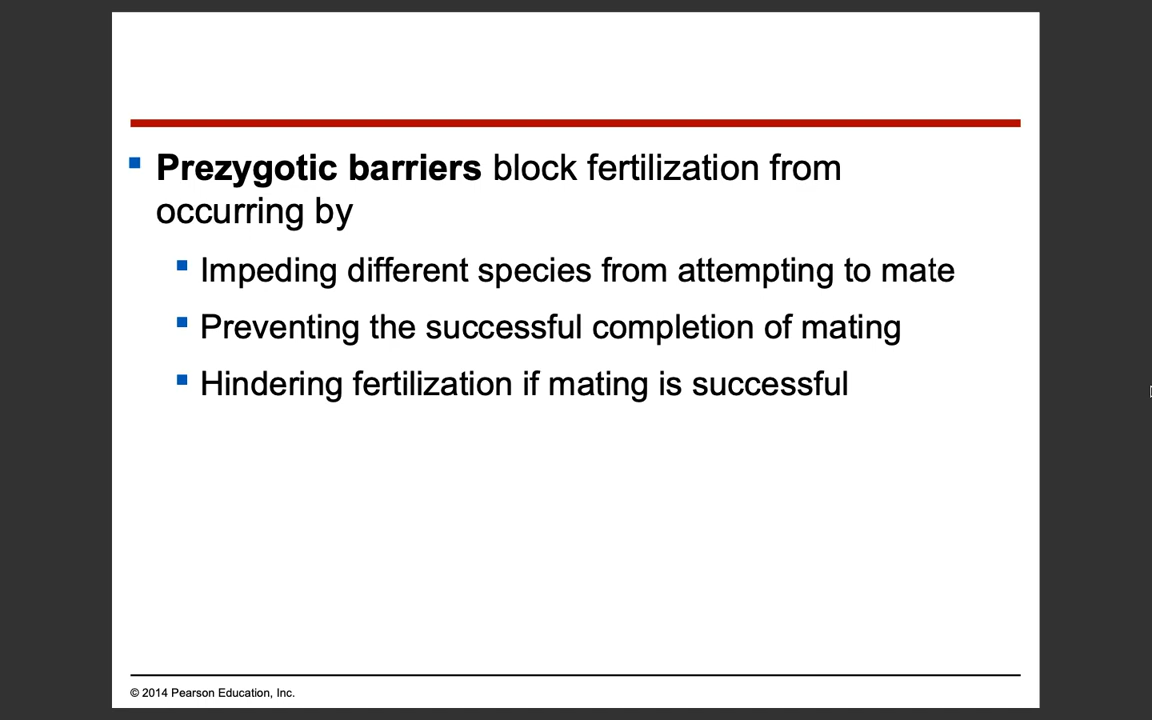 Prezygotic barriers block fertilization from
occurring by
Impeding different species from attempting to mate
Preventing the successful completion of mating
Hindering fertilization if mating is successful
© 2014 Pearson Education, Inc.